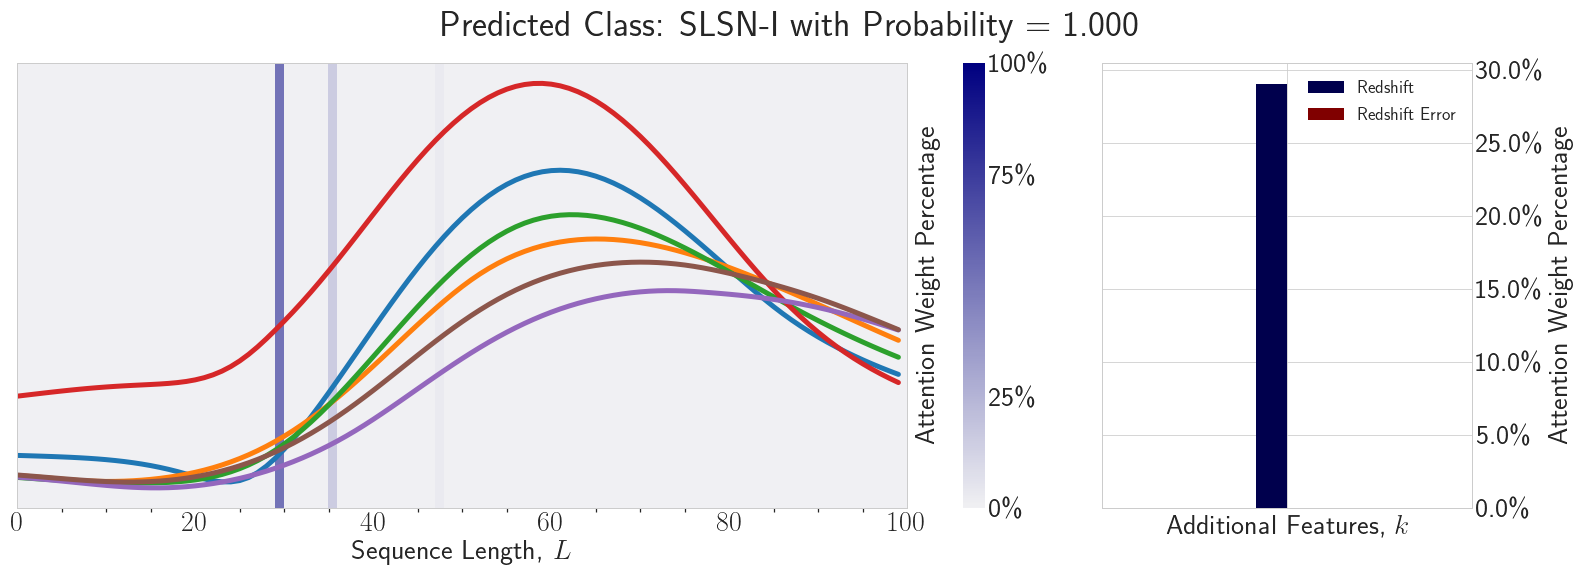 Predicted Class: SLSN-I with Probability = 1.000
0 20 40 60 80 100
Sequence Length, L
100%
75%
25%
0%
Attention Weight Percentage
Redshift
Redshift Error
30.0%
25.0%
20.0%
15.0%
10.0%
5.0%
0.0%
Attention Weight Percentage
Additional Features, k